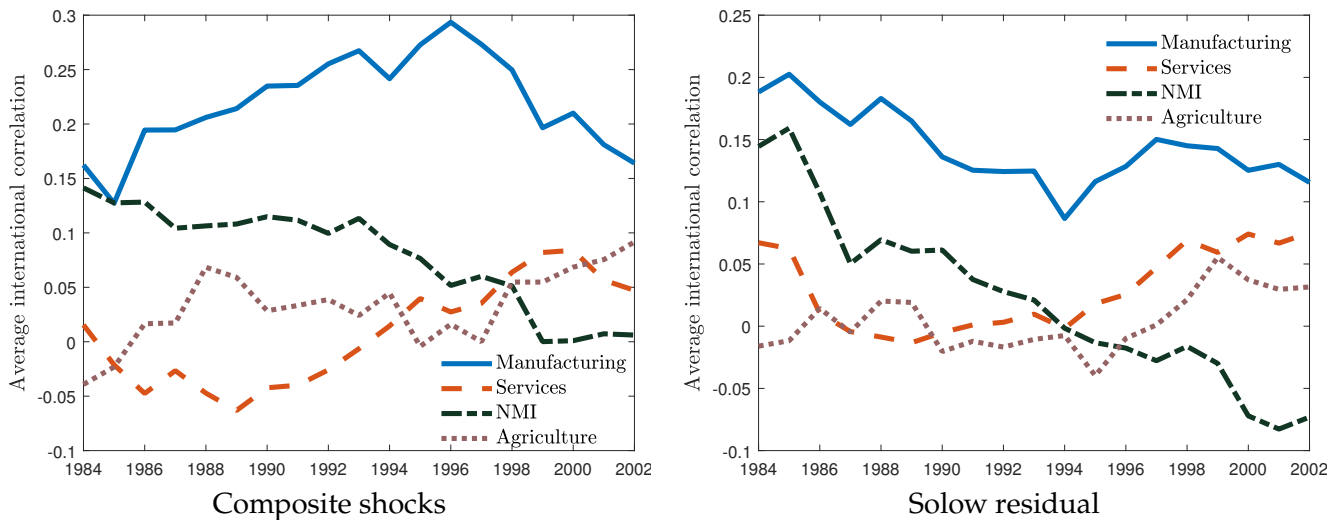 Average international correlation
0.3
0.25
0.2
0.15
0.1
0.05
0
-0.05
-0.1
Manufacturing
Services
NMI
Agriculture
1984 1986 1988 1990 1992 1994 1996 1998 2000 2002
Composite shocks
Average international correlation
0.25
0.2
0.15
0.1
0.05
0
-0.05
-0.1
Manufacturing
Services
NMI
Agriculture
1984 1986 1988 1990 1992 1994 1996 1998 2000 2002
Solow residual